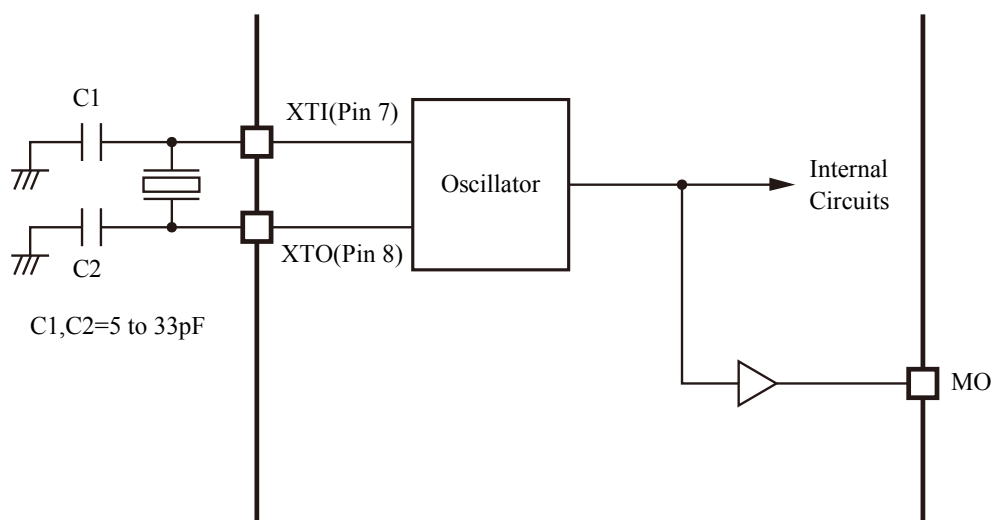 C1
XTI(Pin 7)
Oscillator
Internal
Circuits
XTO(Pin 8)
C2
C1,C2=5 to 33pF
MO